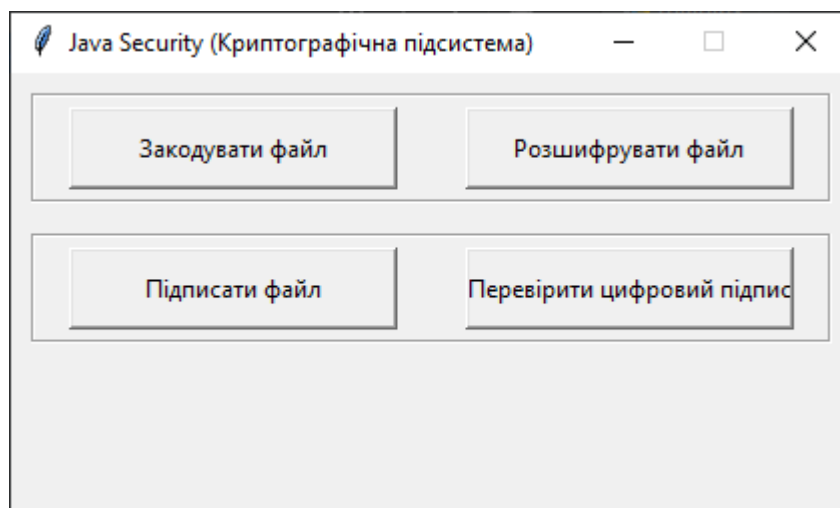 Java Security (Криптографічна підсистема)
Закодувати файл
Розшифрувати файл
Підписати файл
Перевірити цифровий підпис